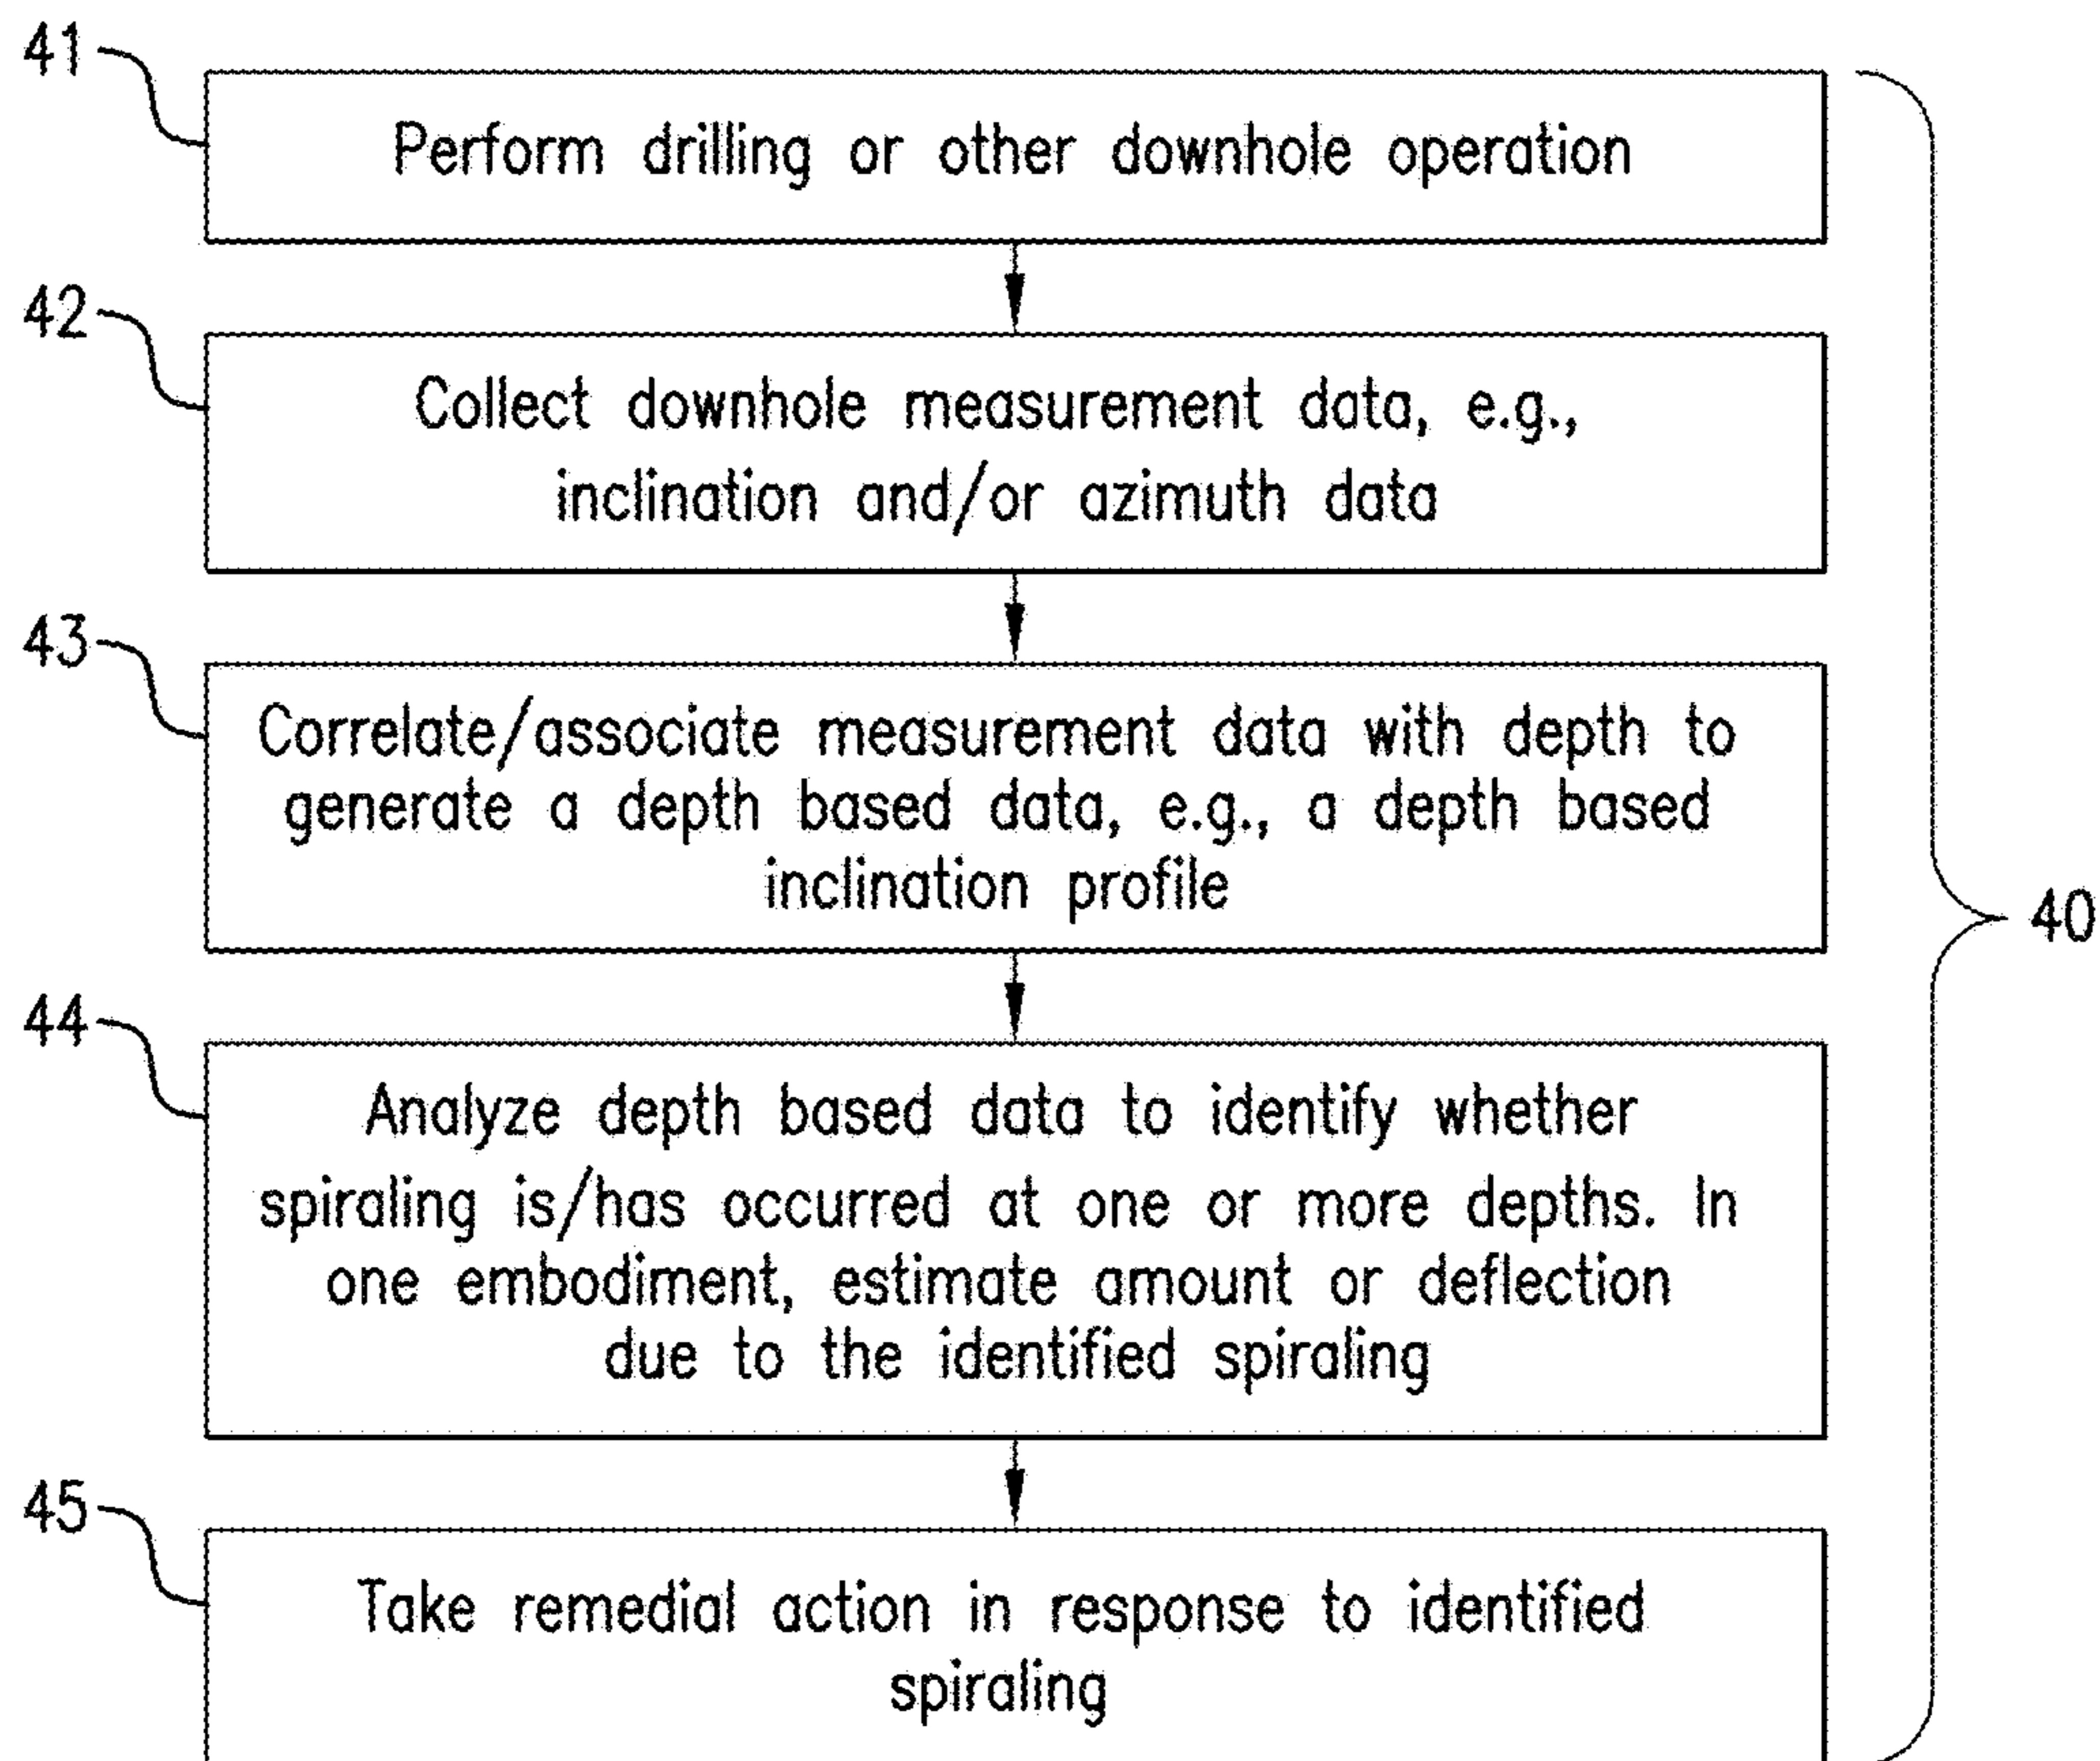 41
Perform drilling or other downhole operation
42
Collect downhole measurement data, e.g.,
inclination and/or azimuth data
43
Correlate/associate measurement data with depth to
generate a depth based data, e.g., a depth based
inclination profile
40
44
Analyze depth based data to identify whether
spiraling is/has occurred at one or more depths. In
one embodiment, estimate amount or deflection
due to the identified spiraling
45
Take remedial action in response to identified
spiraling